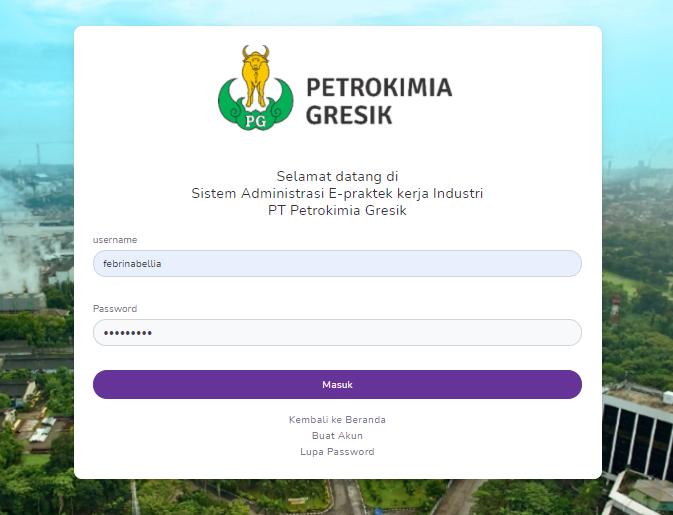 PG
PETROKIMIA
GRESIK
Selamat datang di
Sistem Administrasi E-praktek kerja Industri
PT Petrokimia Gresik
username
febrinabellia
Password
•••••••••
Masuk
Kembali ke Beranda
Buat Akun
Lupa Password